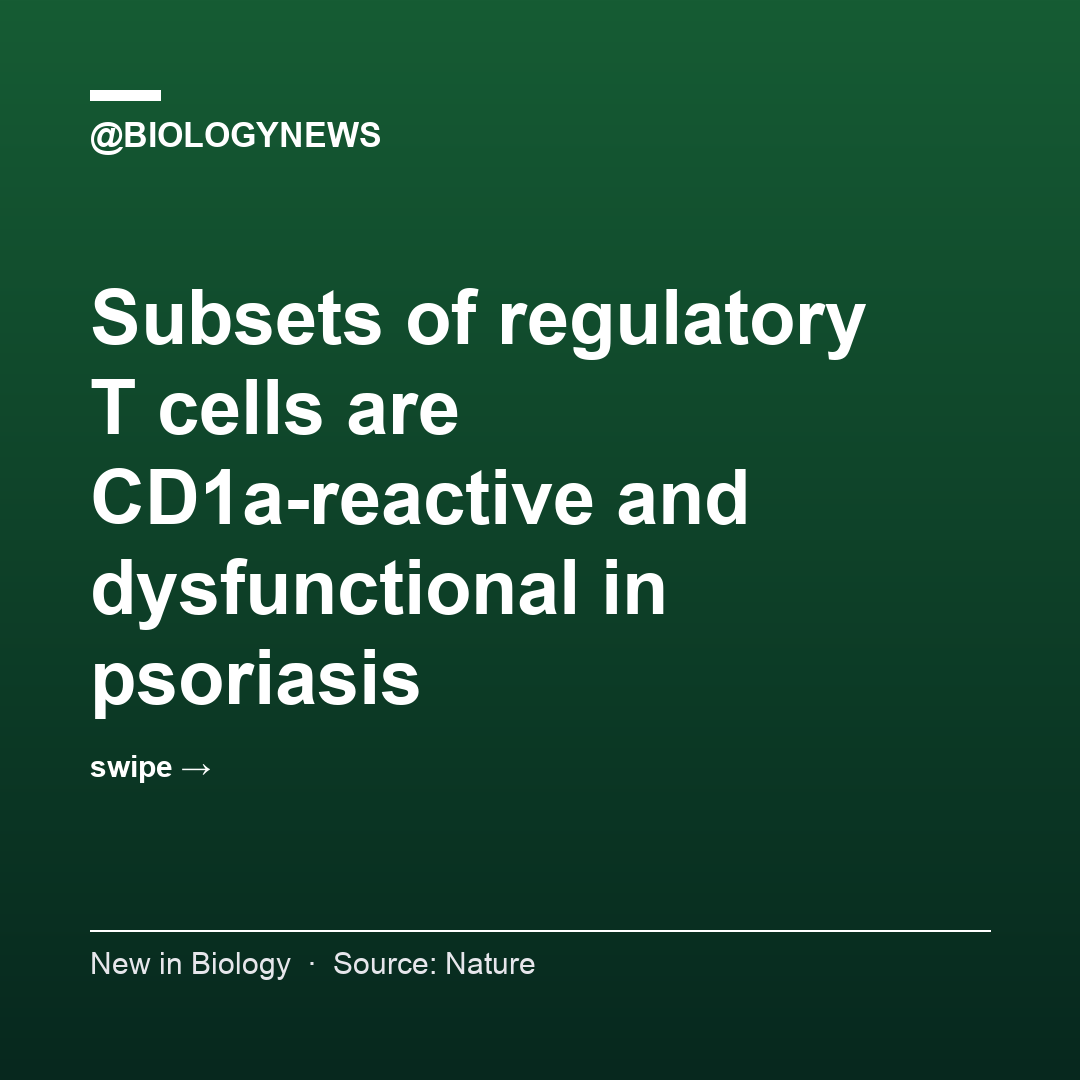 @BIOLOGYNEWS
Subsets of regulatory
T cells are
CD1a-reactive and
dysfunctional in
psoriasis
swipe →
New in Biology · Source: Nature